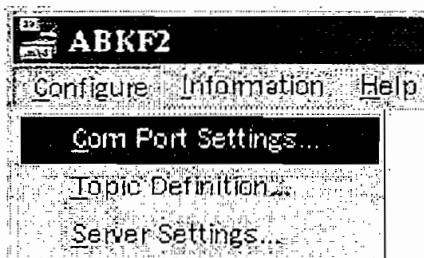 ABKF2
Configure Information Help
Com Port Settings...
Topic Definition...
Server Settings...